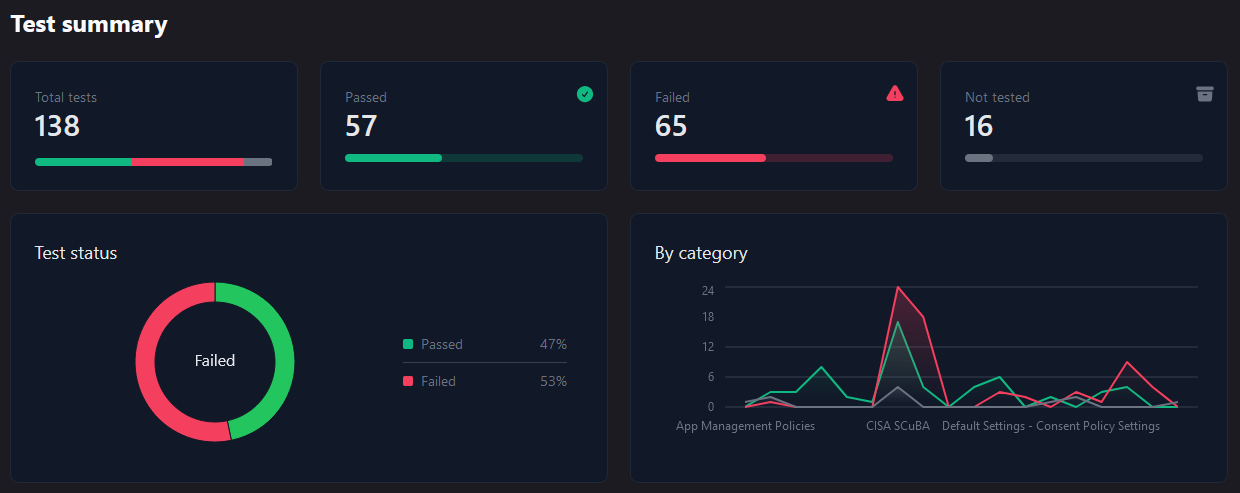 Test summary
Total tests
138
Passed
57
Failed
65
Not tested
16
Test status
Failed
Passed 47%
Failed 53%
By category
24
18
12
6
0
App Management Policies CISA SCuBA Default Settings - Consent Policy Settings